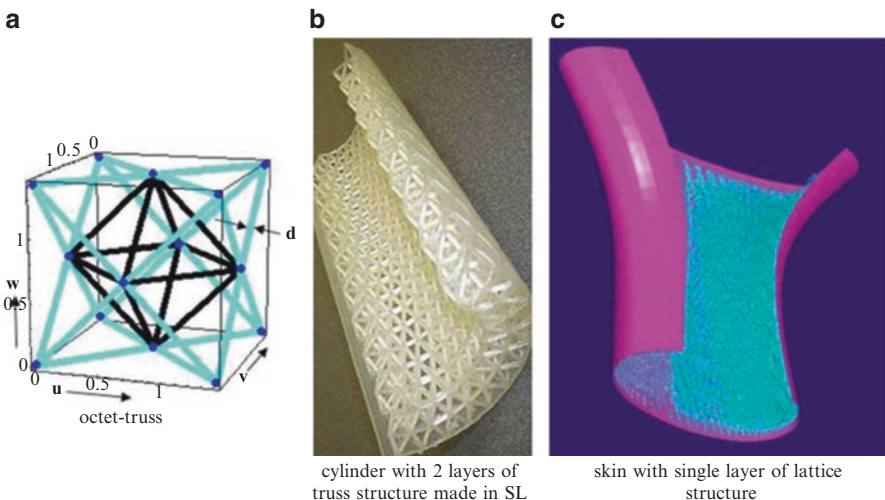 a
b
c
0
0.5
1
1
w
0.5
0
0
u
0.5
1
v
d
octet-truss
cylinder with 2 layers of
truss structure made in SL
skin with single layer of lattice
structure